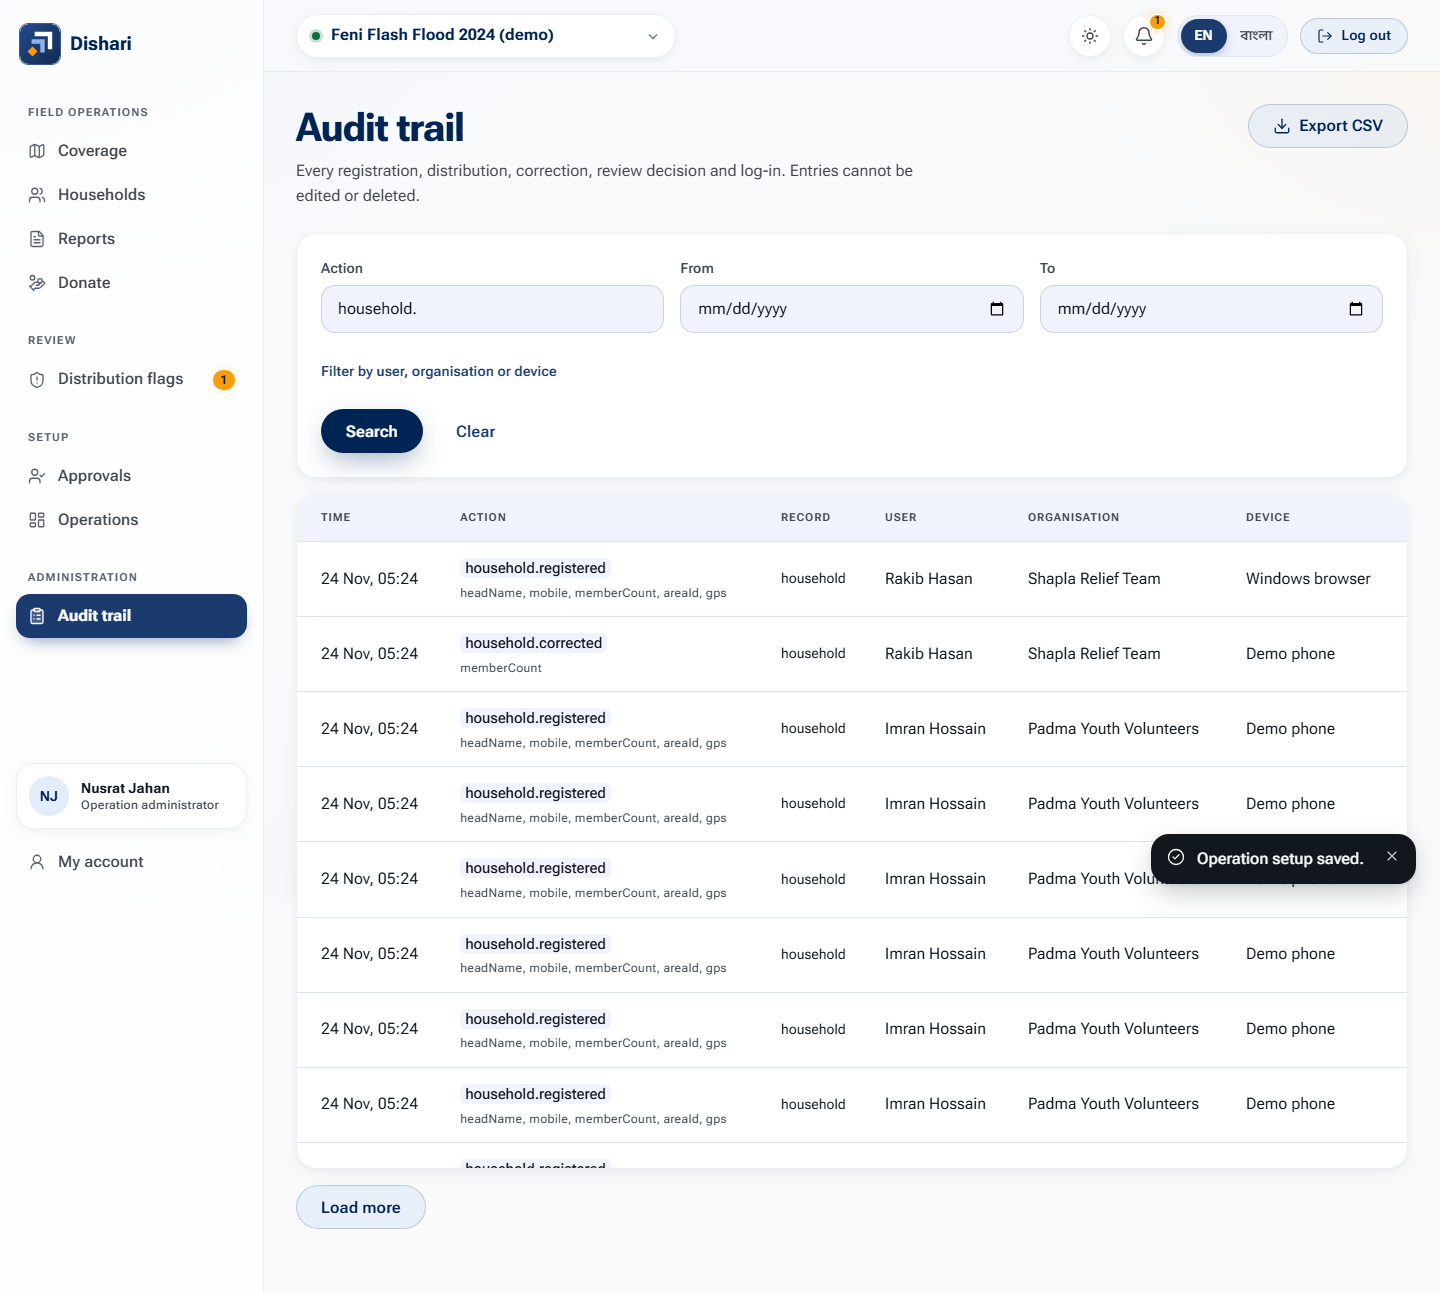 Dishari
Feni Flash Flood 2024 (demo)
1
EN
বাংলা
Log out
FIELD OPERATIONS
Coverage
Households
Reports
Donate
REVIEW
Distribution flags
1
SETUP
Approvals
Operations
ADMINISTRATION
Audit trail
NJ
Nusrat Jahan
Operation administrator
My account
Audit trail
Export CSV
Every registration, distribution, correction, review decision and log-in. Entries cannot be
edited or deleted.
Action
From
To
household.
mm/dd/yyyy
mm/dd/yyyy
Filter by user, organisation or device
Search
Clear
TIME ACTION RECORD USER ORGANISATION DEVICE
24 Nov, 05:24 household.registered household Rakib Hasan Shapla Relief Team Windows browser
headName, mobile, memberCount, areaId, gps
24 Nov, 05:24 household.corrected household Rakib Hasan Shapla Relief Team Demo phone
memberCount
24 Nov, 05:24 household.registered household Imran Hossain Padma Youth Volunteers Demo phone
headName, mobile, memberCount, areaId, gps
24 Nov, 05:24 household.registered household Imran Hossain Padma Youth Volunteers Demo phone
headName, mobile, memberCount, areaId, gps
24 Nov, 05:24 household.registered household Imran Hossain Padma Youth
headName, mobile, memberCount, areaId, gps
Operation setup saved.
24 Nov, 05:24 household.registered household Imran Hossain Padma Youth Volunteers Demo phone
headName, mobile, memberCount, areaId, gps
24 Nov, 05:24 household.registered household Imran Hossain Padma Youth Volunteers Demo phone
headName, mobile, memberCount, areaId, gps
24 Nov, 05:24 household.registered household Imran Hossain Padma Youth Volunteers Demo phone
headName, mobile, memberCount, areaId, gps
household.registered
Load more